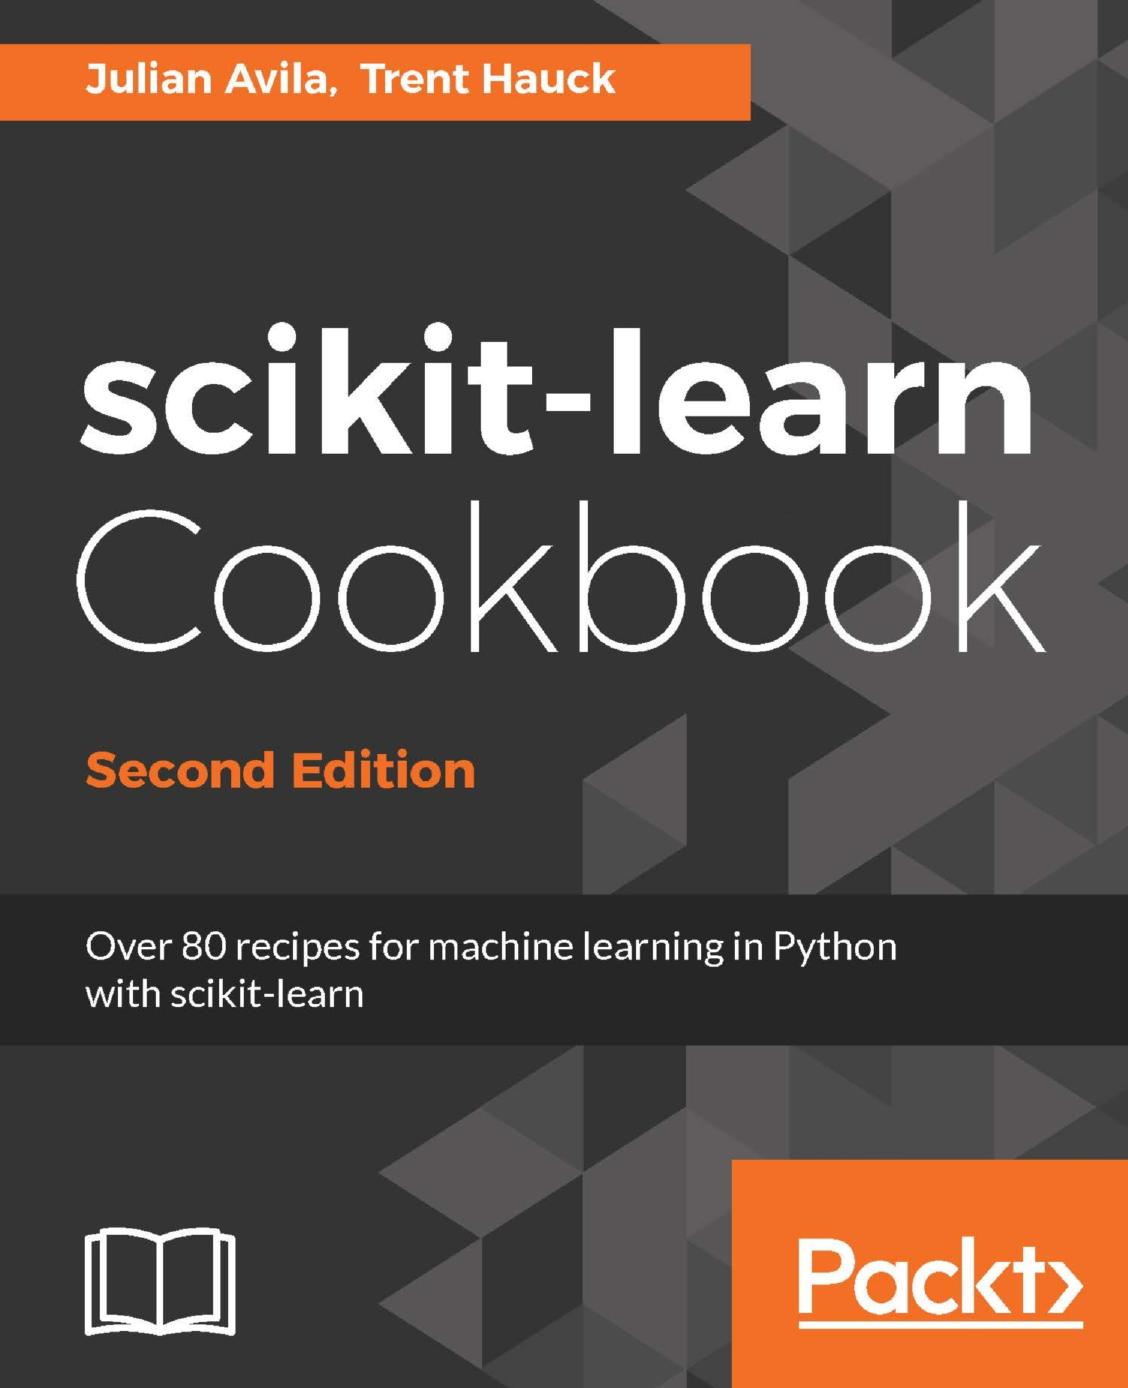 Julian Avila, Trent Hauck
scikit-learn
Cookbook
Second Edition
Over 80 recipes for machine learning in Python
with scikit-learn
Packt>